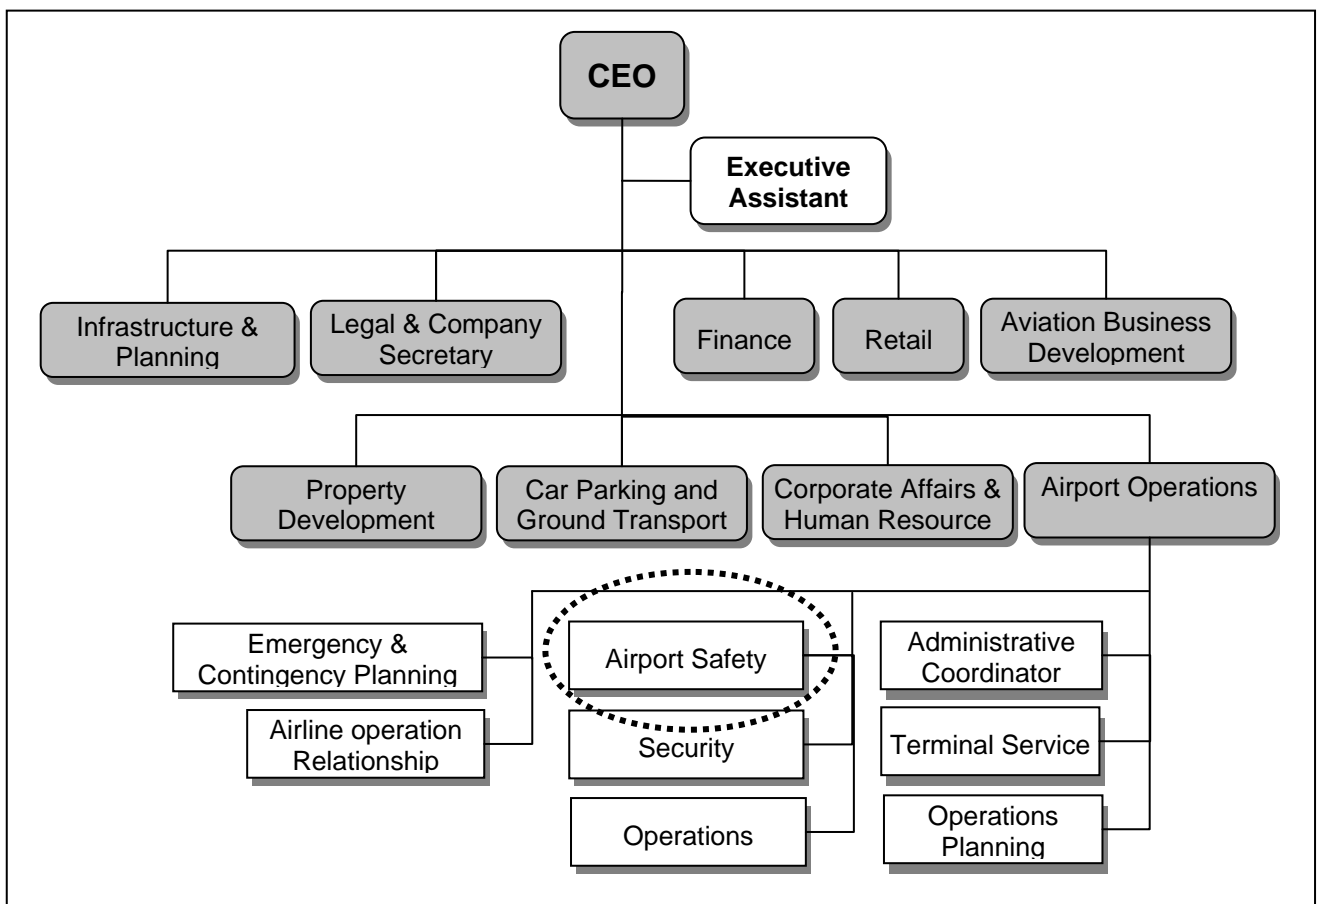 CEO
Executive
Assistant
Infrastructure &
Planning
Legal & Company
Secretary
Finance
Retail
Aviation Business
Development
Property
Development
Car Parking and
Ground Transport
Corporate Affairs &
Human Resource
Airport Operations
Emergency &
Contingency Planning
Airport Safety
Administrative
Coordinator
Airline operation
Relationship
Security
Terminal Service
Operations
Operations
Planning